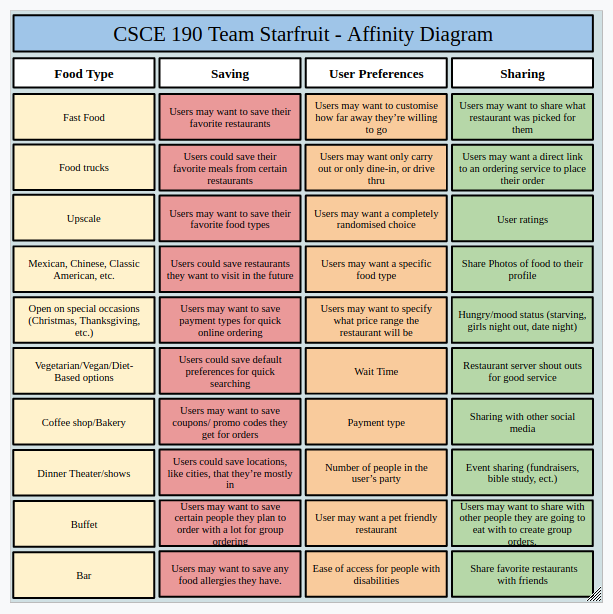 CSCE 190 Team Starfruit - Affinity Diagram
Food Type
Saving
User Preferences
Sharing
Fast Food
Users may want to save their
favorite restaurants
Users may want to customise
how far away they're willing
to go
Users may want to share what
restaurant was picked for
them
Food trucks
Users could save their
favorite meals from certain
restaurants
Users may want only carry
out or only dine-in, or drive
thru
Users may want a direct link
to an ordering service to place
their order
Upscale
Users may want to save their
favorite food types
Users may want a completely
randomised choice
User ratings
Mexican, Chinese, Classic
American, etc.
Users could save restaurants
they want to visit in the future
Users may want a specific
food type
Share Photos of food to their
profile
Open on special occasions
(Christmas, Thanksgiving,
etc.)
Users may want to save
payment types for quick
online ordering
Users may want to specify
what price range the
restaurant will be
Hungry/mood status (starving,
girls night out, date night)
Vegetarian/Vegan/Diet-
Based options
Users could save default
preferences for quick
searching
Wait Time
Restaurant server shout outs
for good service
Coffee shop/Bakery
Users may want to save
coupons/ promo codes they
get for orders
Payment type
Sharing with other social
media
Dinner Theater/shows
Users could save locations,
like cities, that they're mostly
in
Number of people in the
user's party
Event sharing (fundraisers,
bible study, ect.)
Buffet
Users may want to save
certain people they plan to
order with a lot for group
ordering
User may want a pet friendly
restaurant
Users may want to share with
other people they are going to
eat with to create group
orders.
Bar
Users may want to save any
food allergies they have.
Ease of access for people with
disabilities
Share favorite restaurants
with friends